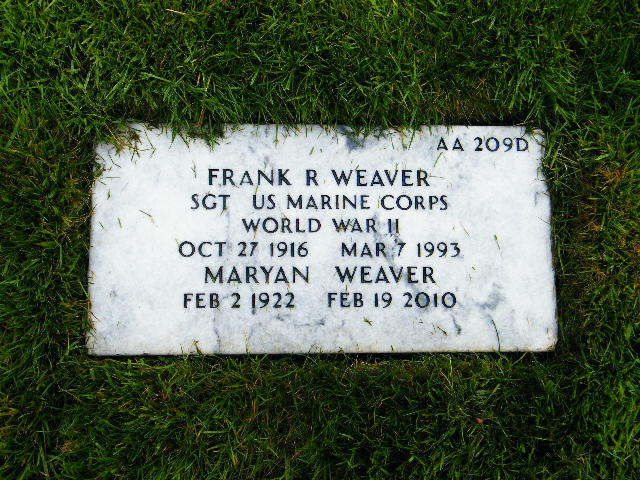 AA 209D
FRANK R WEAVER
SGT US MARINE CORPS
WORLD WAR II
OCT 27 1916 MAR 7 1993
MARYAN WEAVER
FEB 2 1922 FEB 19 2010